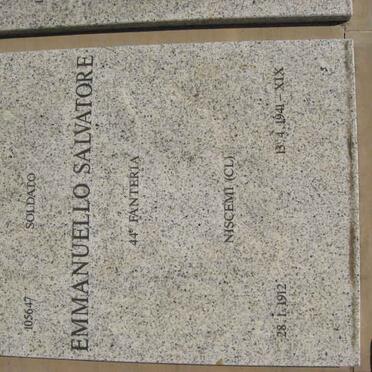 105647 SOLDATO
EMMANUELLO SALVATORE
44° FANTERIA
NISCEMI (CL)
28.1.1912 13.4.1941-XIX